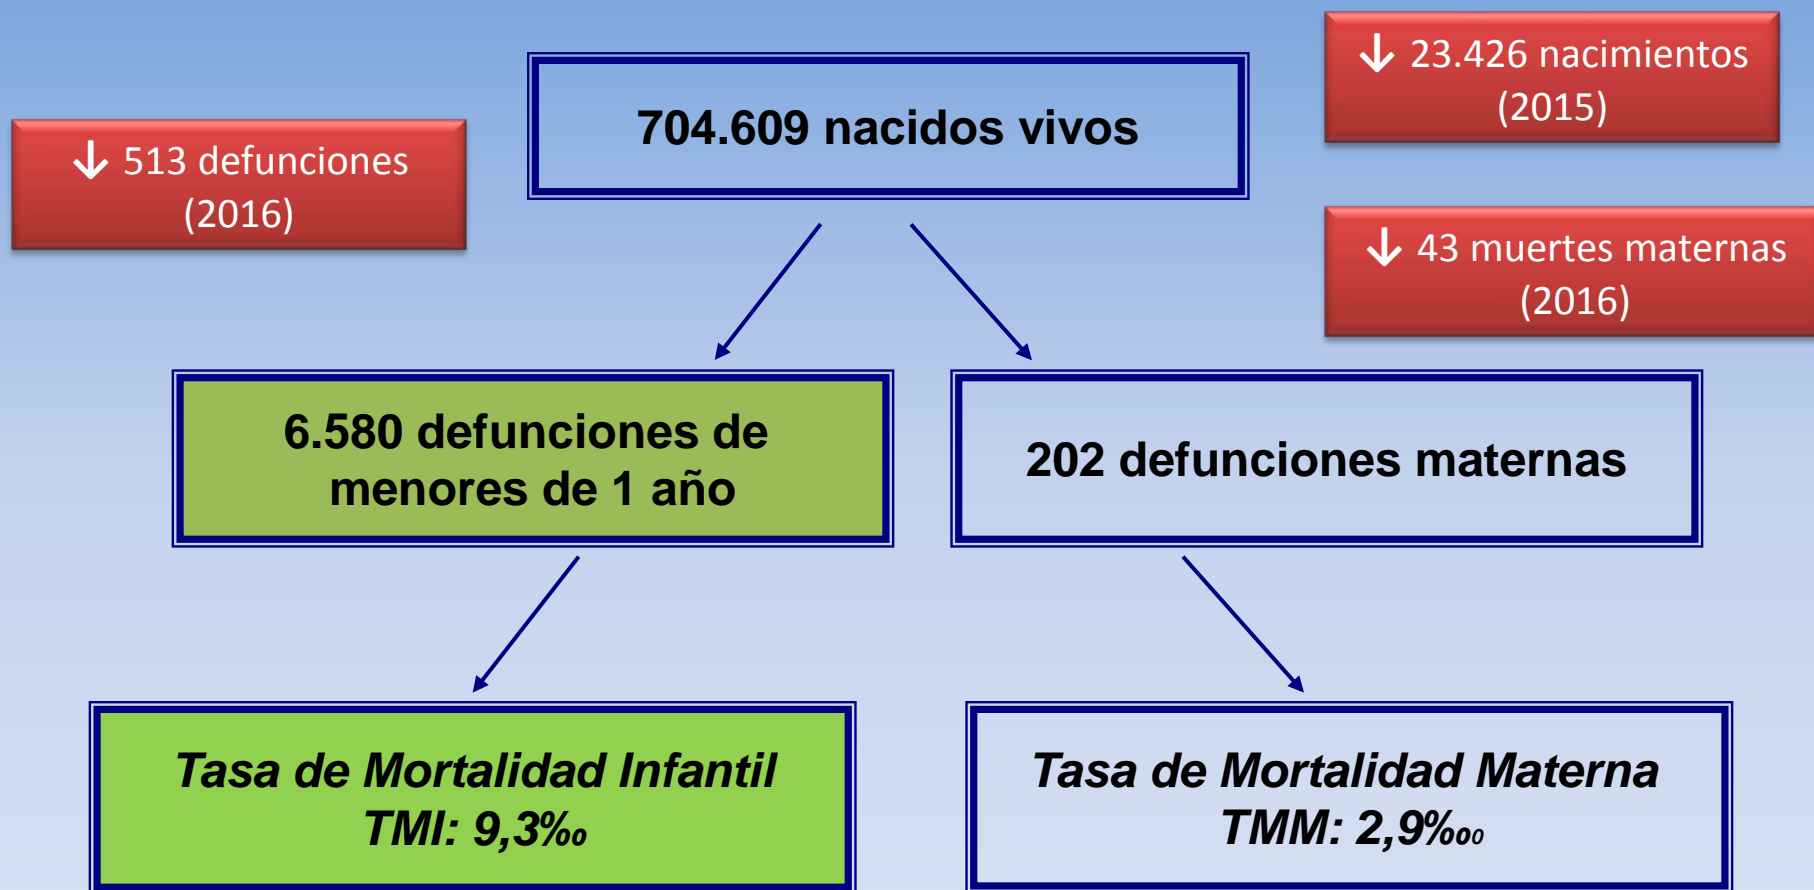 704.609 nacidos vivos
↓ 23.426 nacimientos
(2015)
↓ 513 defunciones
(2016)
↓ 43 muertes maternas
(2016)
6.580 defunciones de
menores de 1 año
202 defunciones maternas
Tasa de Mortalidad Infantil
TMI: 9,3‰
Tasa de Mortalidad Materna
TMM: 2,9‰0